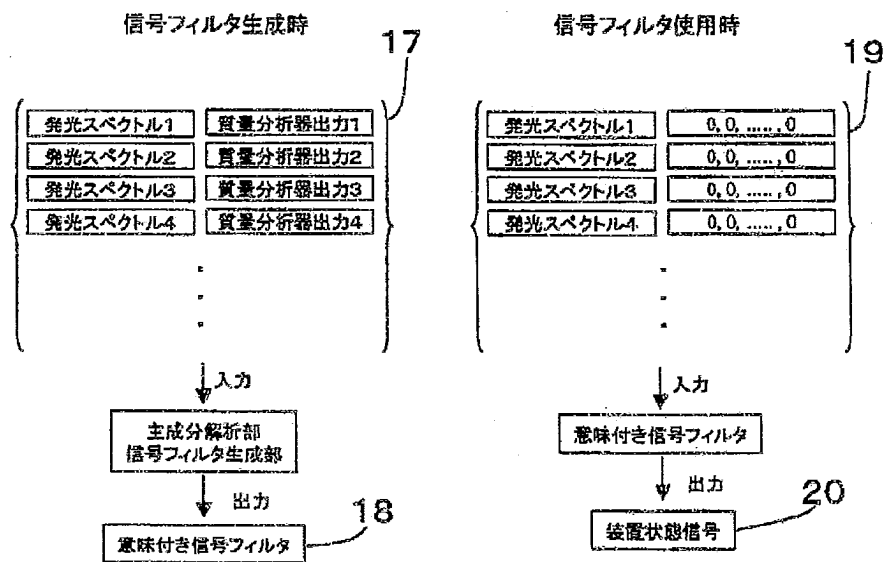 信号フィルタ生成時
17
発光スペクトル1 質量分析器出力1
発光スペクトル2 質量分析器出力2
発光スペクトル3 質量分析器出力3
発光スペクトル4 質量分析器出力4
入力
主成分解析部
信号フィルタ生成部
出力
18
意味付き信号フィルタ
信号フィルタ使用時
19
発光スペクトル1 0,0, ....., 0
発光スペクトル2 0,0, ....., 0
発光スペクトル3 0,0, ....., 0
発光スペクトル4 0,0, ....., 0
入力
意味付き信号フィルタ
出力
20
装置状態信号